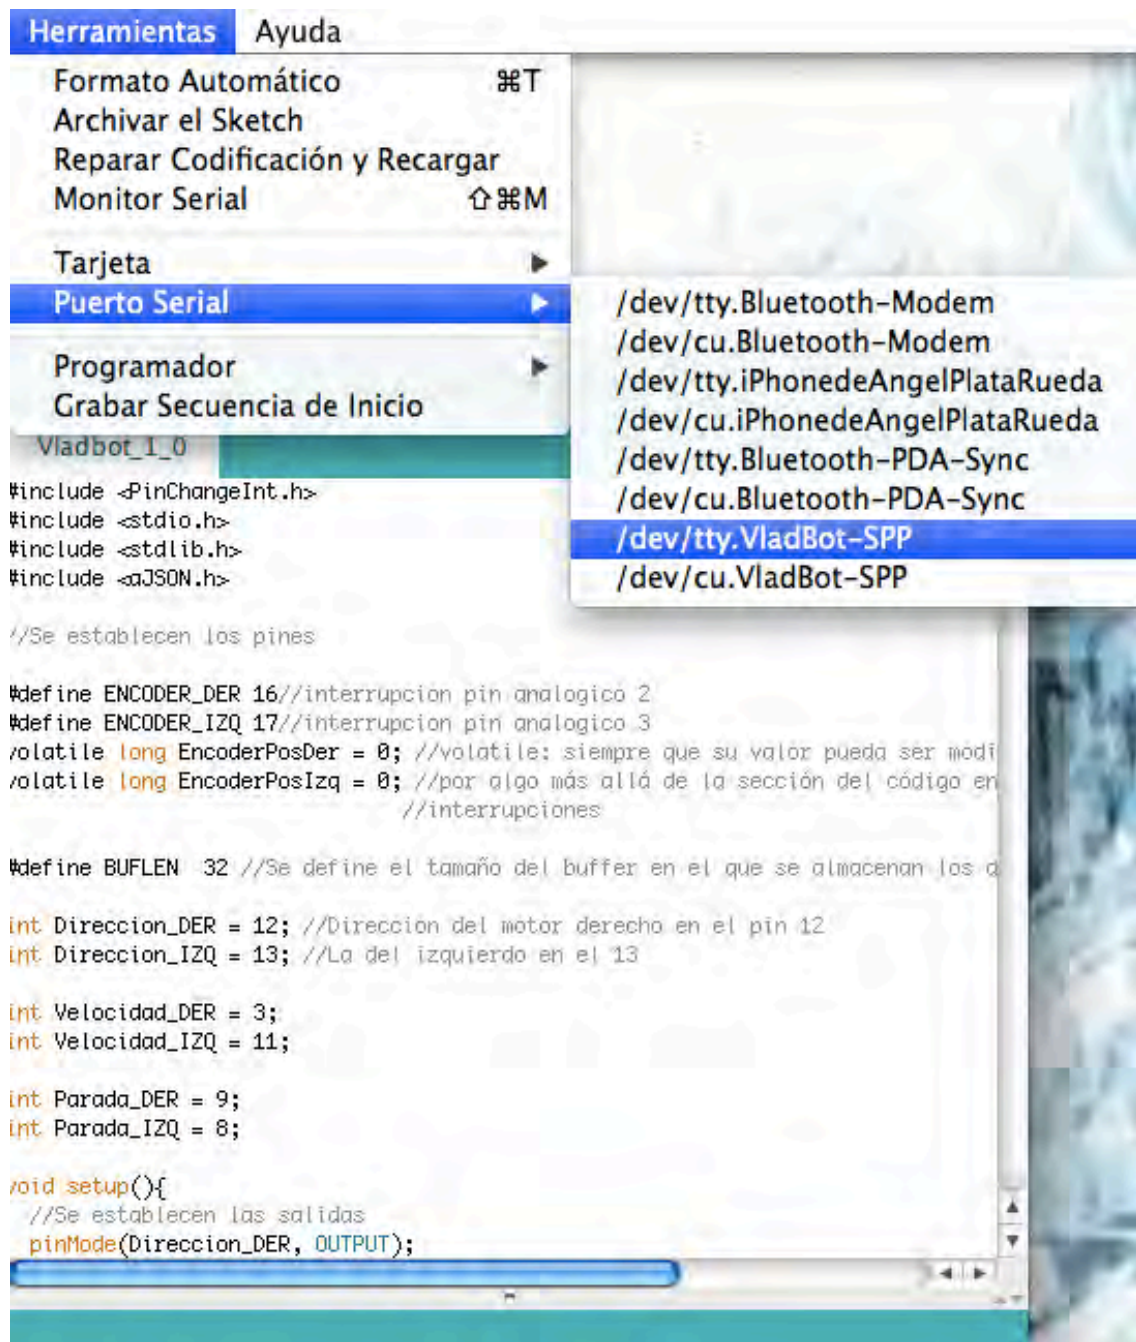 Herramientas Ayuda
Formato Automático ⌘T
Archivar el Sketch
Reparar Codificación y Recargar
Monitor Serial ⇧⌘M
Tarjeta
Puerto Serial
Programador
Grabar Secuencia de Inicio
/dev/tty.Bluetooth-Modem
/dev/cu.Bluetooth-Modem
/dev/tty.iPhonedeAngelPlataRueda
/dev/cu.iPhonedeAngelPlataRueda
/dev/tty.Bluetooth-PDA-Sync
/dev/cu.Bluetooth-PDA-Sync
/dev/tty.VladBot-SPP
/dev/cu.VladBot-SPP
Vladbot_1_0
#include <PinChangeInt.h>
#include <stdio.h>
#include <stdlib.h>
#include <aJSON.h>
//Se establecen los pines
#define ENCODER_DER 16//interrupcion pin analogico 2
#define ENCODER_IZQ 17//interrupcion pin analogico 3
volatile long EncoderPosDer = 0; //volatile: siempre que su valor pueda ser modi
volatile long EncoderPosIzq = 0; //por algo más allá de la sección del código en
//interrupciones
#define BUFLEN 32 //Se define el tamaño del buffer en el que se almacenan los d
int Direccion_DER = 12; //Dirección del motor derecho en el pin 12
int Direccion_IZQ = 13; //La del izquierdo en el 13
int Velocidad_DER = 3;
int Velocidad_IZQ = 11;
int Parada_DER = 9;
int Parada_IZQ = 8;
void setup(){
//Se establecen las salidas
pinMode(Direccion_DER, OUTPUT);